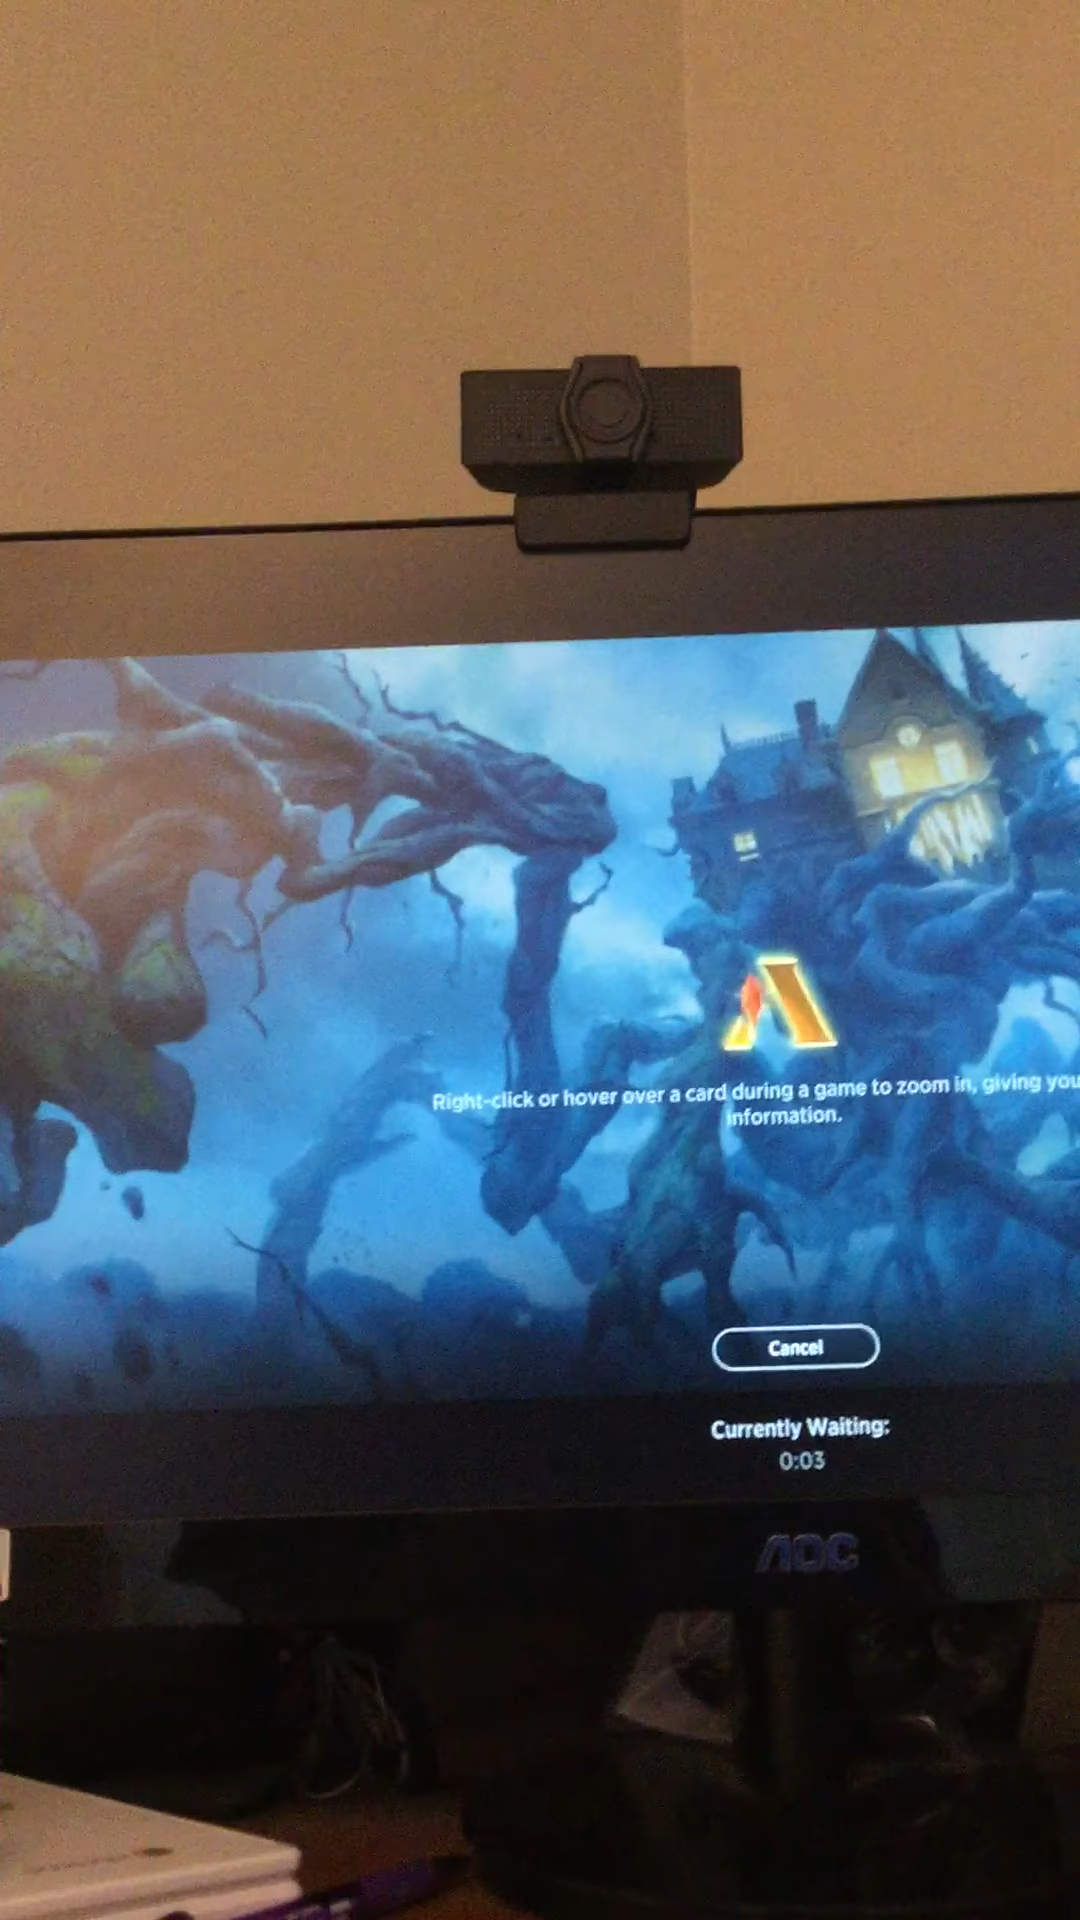 Right-click or hover over a card during a game to zoom in, giving you
information.
Cancel
Currently Waiting:
0:03
AOC